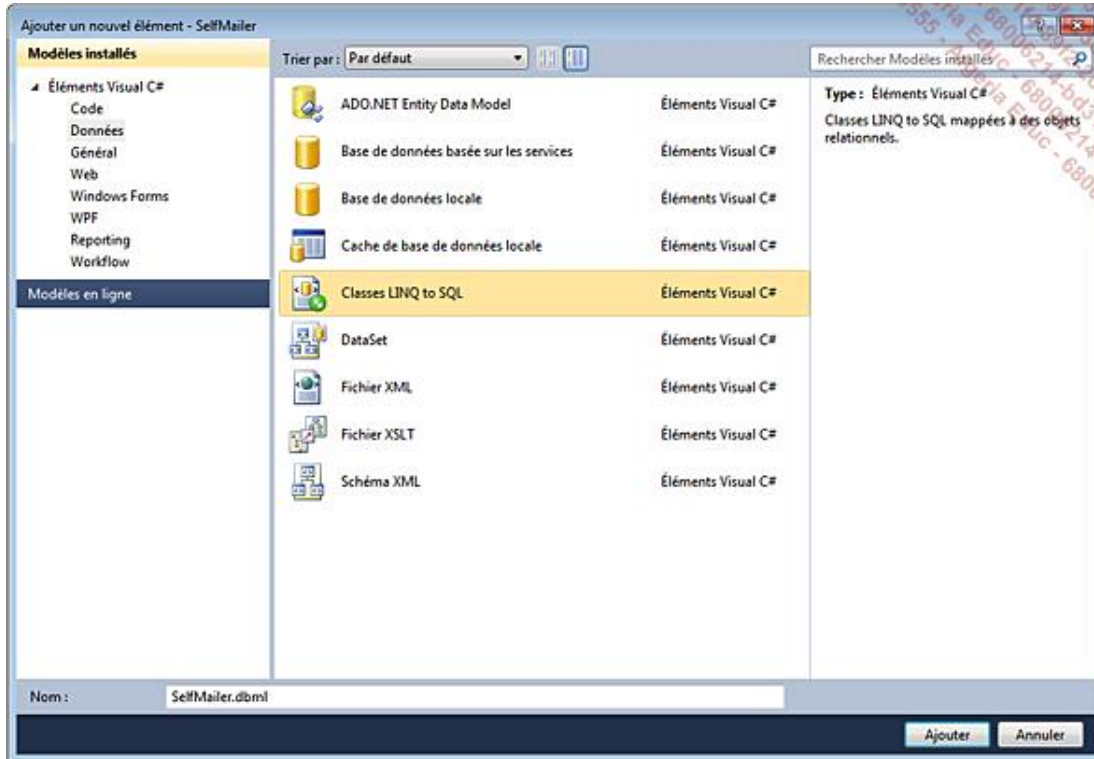 Ajouter un nouvel élément - SelfMailer
Modèles installés
Éléments Visual C#
Code
Données
Général
Web
Windows Forms
WPF
Reporting
Workflow
Modèles en ligne
Trier par : Par défaut
ADO.NET Entity Data Model Éléments Visual C#
Base de données basée sur les services Éléments Visual C#
Base de données locale Éléments Visual C#
Cache de base de données locale Éléments Visual C#
Classes LINQ to SQL Éléments Visual C#
DataSet Éléments Visual C#
Fichier XML Éléments Visual C#
Fichier XSLT Éléments Visual C#
Schéma XML Éléments Visual C#
Rechercher Modèles installés
Type : Éléments Visual C#
Classes LINQ to SQL mappées à des objets
relationnels.
Nom : SelfMailer.dbml
Ajouter Annuler